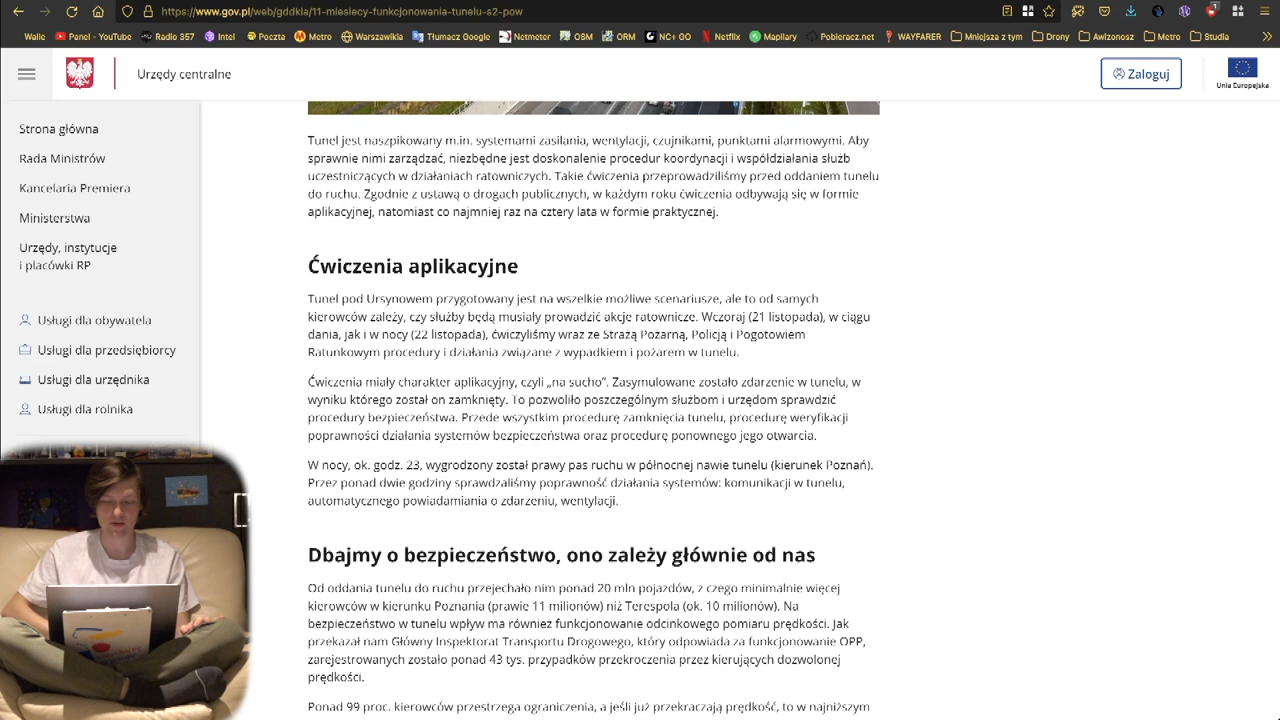 https://www.gov.pl/web/gddkia/11-miesiecy-funkcjonowania-tunelu-s2-pow
Walle Panel - YouTube Radio 357 Intel Poczta Metro Warszawikia Tłumacz Google Netmeter OSM ORM NC+ GO Netflix Mapilary Pobieracz.net WAYFARER Mniejsza z tym Drony Awizonosz Metro Studia
Urzędy centralne
Zaloguj
Unia Europejska
Strona główna
Rada Ministrów
Kancelaria Premiera
Ministerstwa
Urzędy, instytucje
i placówki RP
Usługi dla obywatela
Usługi dla przedsiębiorcy
Usługi dla urzędnika
Usługi dla rolnika
Tunel jest naszpikowany m.in. systemami zasilania, wentylacji, czujnikami, punktami alarmowymi. Aby
sprawnie nimi zarządzać, niezbędne jest doskonalenie procedur koordynacji i współdziałania służb
uczestniczących w działaniach ratowniczych. Takie ćwiczenia przeprowadziliśmy przed oddaniem tunelu
do ruchu. Zgodnie z ustawą o drogach publicznych, w każdym roku ćwiczenia odbywają się w formie
aplikacyjnej, natomiast co najmniej raz na cztery lata w formie praktycznej.
Ćwiczenia aplikacyjne
Tunel pod Ursynowem przygotowany jest na wszelkie możliwe scenariusze, ale to od samych
kierowców zależy, czy służby będą musiały prowadzić akcje ratownicze. Wczoraj (21 listopada), w ciągu
dania, jak i w nocy (22 listopada), ćwiczyliśmy wraz ze Strażą Pożarną, Policją i Pogotowiem
Ratunkowym procedury i działania związane z wypadkiem i pożarem w tunelu.
Ćwiczenia miały charakter aplikacyjny, czyli „na sucho”. Zasymulowane zostało zdarzenie w tunelu, w
wyniku którego został on zamknięty. To pozwoliło poszczególnym służbom i urzędom sprawdzić
procedury bezpieczeństwa. Przede wszystkim procedurę zamknięcia tunelu, procedurę weryfikacji
poprawności działania systemów bezpieczeństwa oraz procedurę ponownego jego otwarcia.
W nocy, ok. godz. 23, wygrodzony został prawy pas ruchu w północnej nawie tunelu (kierunek Poznań).
Przez ponad dwie godziny sprawdzaliśmy poprawność działania systemów: komunikacji w tunelu,
automatycznego powiadamiania o zdarzeniu, wentylacji.
Dbajmy o bezpieczeństwo, ono zależy głównie od nas
Od oddania tunelu do ruchu przejechało nim ponad 20 mln pojazdów, z czego minimalnie więcej
kierowców w kierunku Poznania (prawie 11 milionów) niż Terespola (ok. 10 milionów). Na
bezpieczeństwo w tunelu wpływ ma również funkcjonowanie odcinkowego pomiaru prędkości. Jak
przekazał nam Główny Inspektorat Transportu Drogowego, który odpowiada za funkcjonowanie OPP,
zarejestrowanych zostało ponad 43 tys. przypadków przekroczenia przez kierujących dozwolonej
prędkości.
Ponad 99 proc. kierowców przestrzega ograniczenia, a jeśli już przekraczają prędkość, to w najniższym